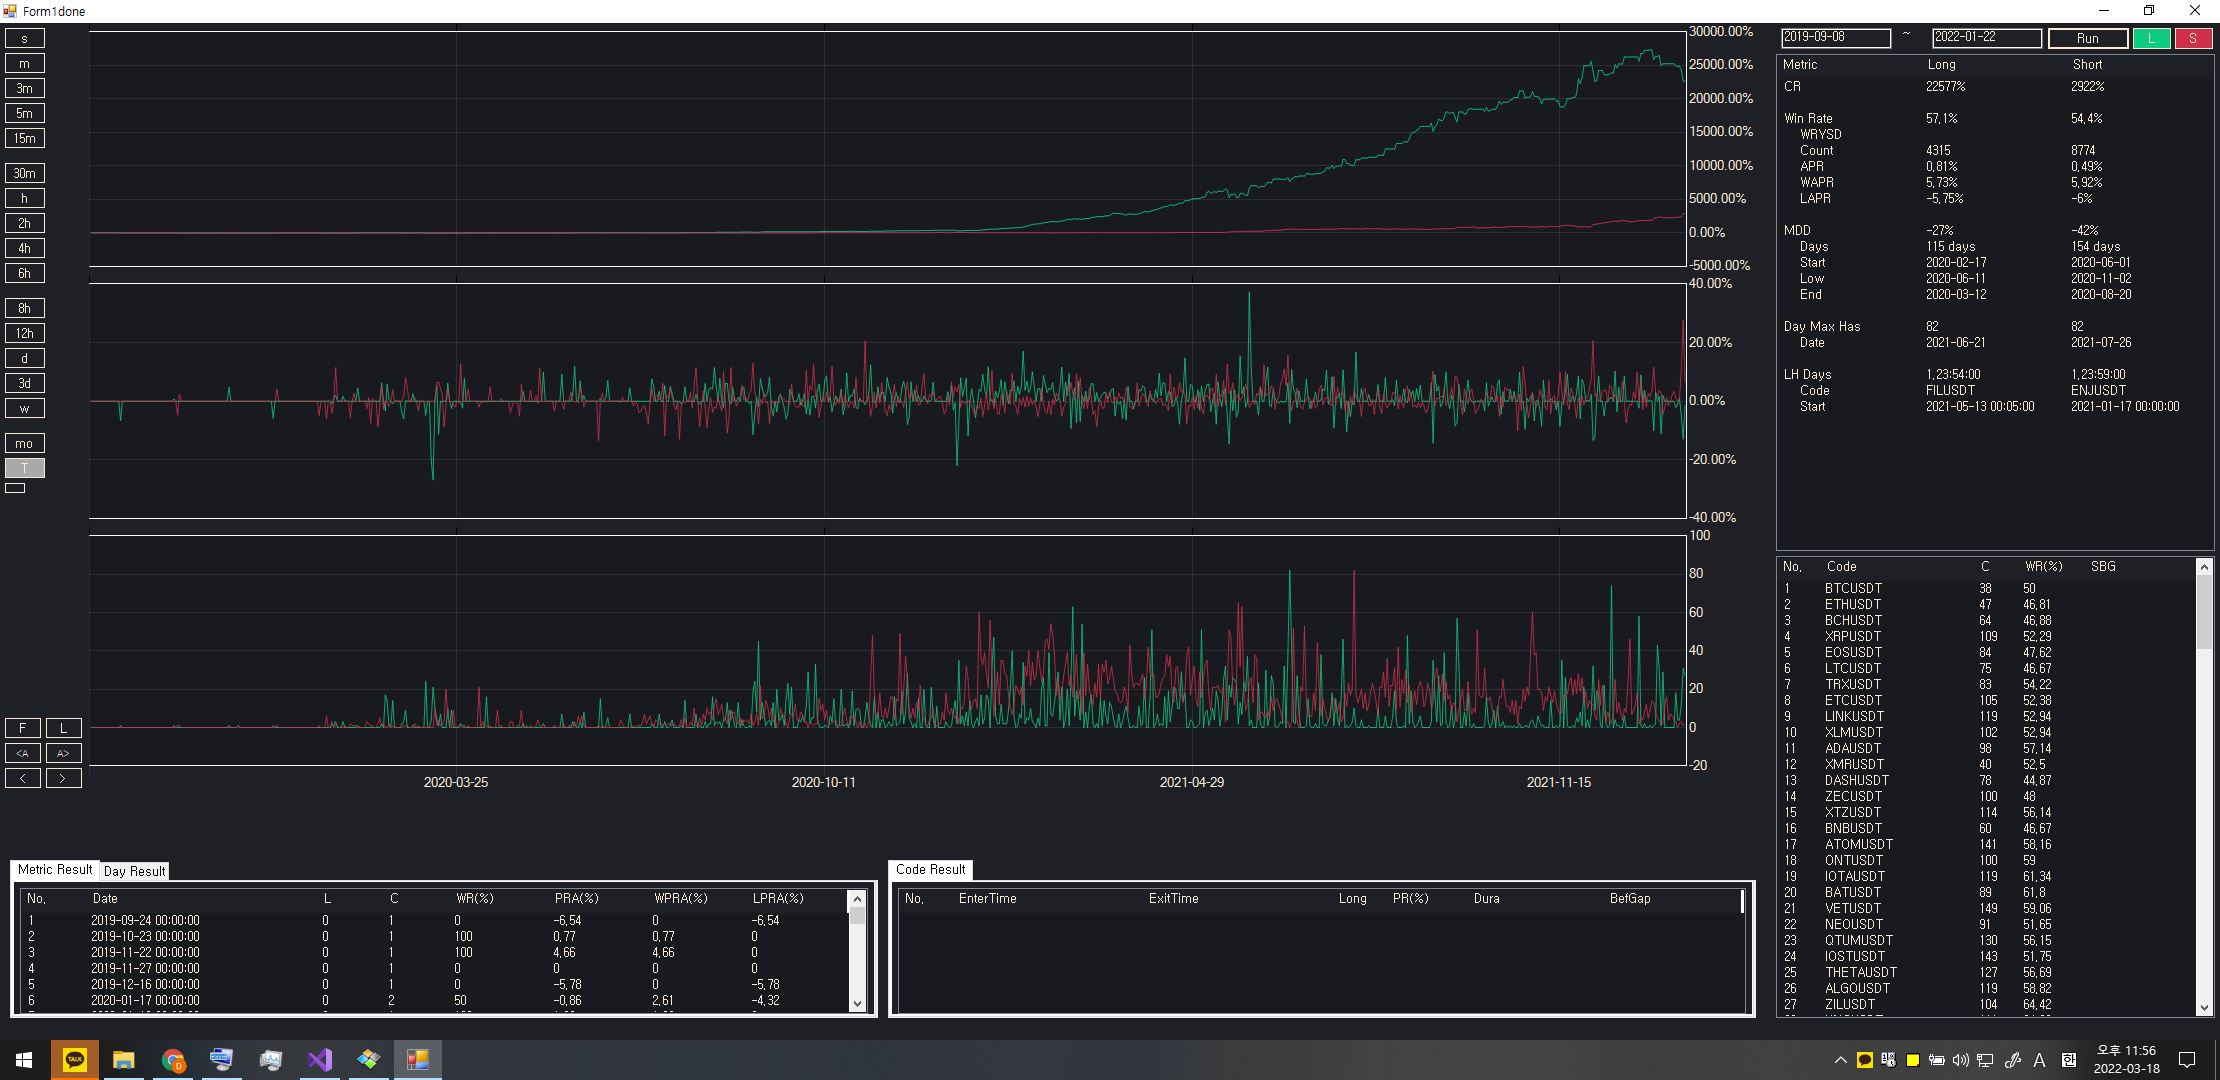 Form1done
s
m
3m
5m
15m
30m
h
2h
4h
6h
8h
12h
d
3d
w
mo
T
F L
<A A>
< >
30000.00%
25000.00%
20000.00%
15000.00%
10000.00%
5000.00%
0.00%
-5000.00%
40.00%
20.00%
0.00%
-20.00%
-40.00%
100
80
60
40
20
0
-20
2020-03-25 2020-10-11 2021-04-29 2021-11-15
2019-09-08 ~ 2022-01-22 Run L S
Metric Long Short
CR 22577% 2922%
Win Rate 57,1% 54,4%
WRYSD
Count 4315 8774
APR 0,81% 0,49%
WAPR 5,73% 5,92%
LAPR -5,75% -6%
MDD -27% -42%
Days 115 days 154 days
Start 2020-02-17 2020-06-01
Low 2020-06-11 2020-11-02
End 2020-03-12 2020-08-20
Day Max Has 82 82
Date 2021-06-21 2021-07-26
LH Days 1,23:54:00 1,23:59:00
Code FILUSDT ENJUSDT
Start 2021-05-13 00:05:00 2021-01-17 00:00:00
No, Code C WR(%) SBG
1 BTCUSDT 38 50
2 ETHUSDT 47 46,81
3 BCHUSDT 64 46,88
4 XRPUSDT 109 52,29
5 EOSUSDT 84 47,62
6 LTCUSDT 75 46,67
7 TRXUSDT 83 54,22
8 ETCUSDT 105 52,38
9 LINKUSDT 119 52,94
10 XLMUSDT 102 52,94
11 ADAUSDT 98 57,14
12 XMRUSDT 40 52,5
13 DASHUSDT 78 44,87
14 ZECUSDT 100 48
15 XTZUSDT 114 56,14
16 BNBUSDT 60 46,67
17 ATOMUSDT 141 58,16
18 ONTUSDT 100 59
19 IOTAUSDT 119 61,34
20 BATUSDT 89 61,8
21 VETUSDT 149 59,06
22 NEOUSDT 91 51,65
23 QTUMUSDT 130 56,15
24 IOSTUSDT 143 51,75
25 THETAUSDT 127 56,69
26 ALGOUSDT 119 58,82
27 ZILUSDT 104 64,42
Metric Result Day Result
No, Date L C WR(%) PRA(%) WPRA(%) LPRA(%)
1 2019-09-24 00:00:00 0 1 0 -6,54 0 -6,54
2 2019-10-23 00:00:00 0 1 100 0,77 0,77 0
3 2019-11-22 00:00:00 0 1 100 4,66 4,66 0
4 2019-11-27 00:00:00 0 1 0 0 0 0
5 2019-12-16 00:00:00 0 1 0 -5,78 0 -5,78
6 2020-01-17 00:00:00 0 2 50 -0,86 2,61 -4,32
Code Result
No, EnterTime ExitTime Long PR(%) Dura BefGap
TALK
A 한 오후 11:56
2022-03-18